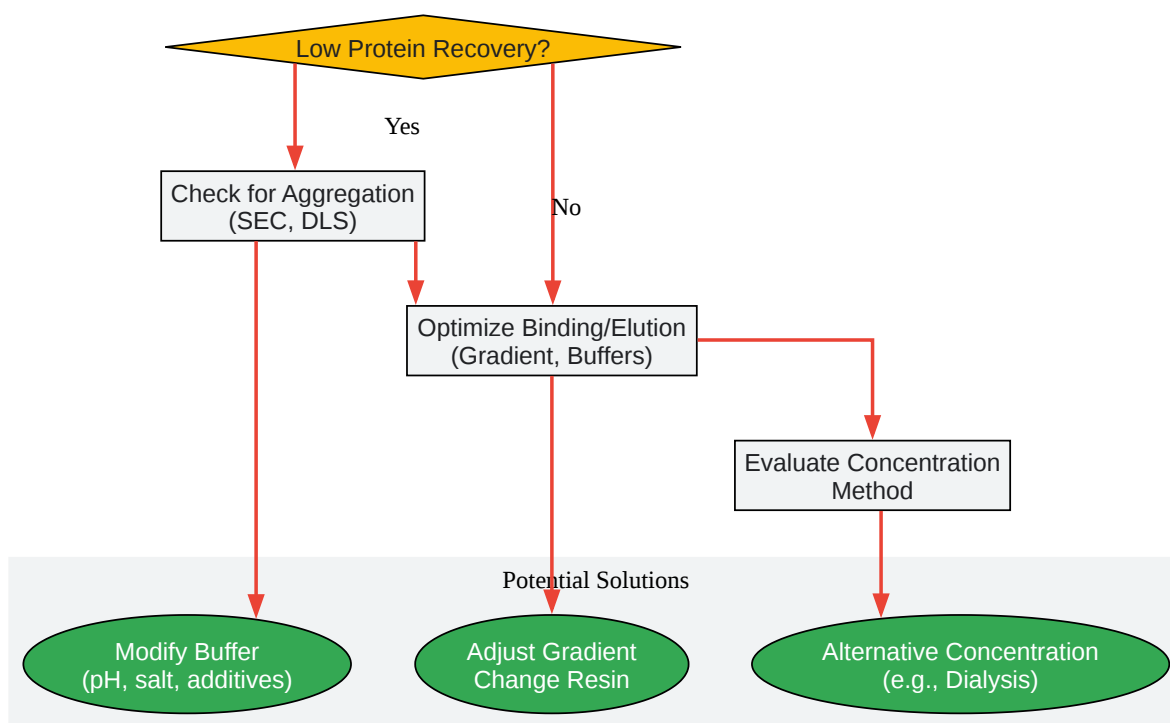 Low Protein Recovery?
Yes
Check for Aggregation
(SEC, DLS)
No
Optimize Binding/Elution
(Gradient, Buffers)
Evaluate Concentration
Method
Potential Solutions
Modify Buffer
(pH, salt, additives)
Adjust Gradient
Change Resin
Alternative Concentration
(e.g., Dialysis)